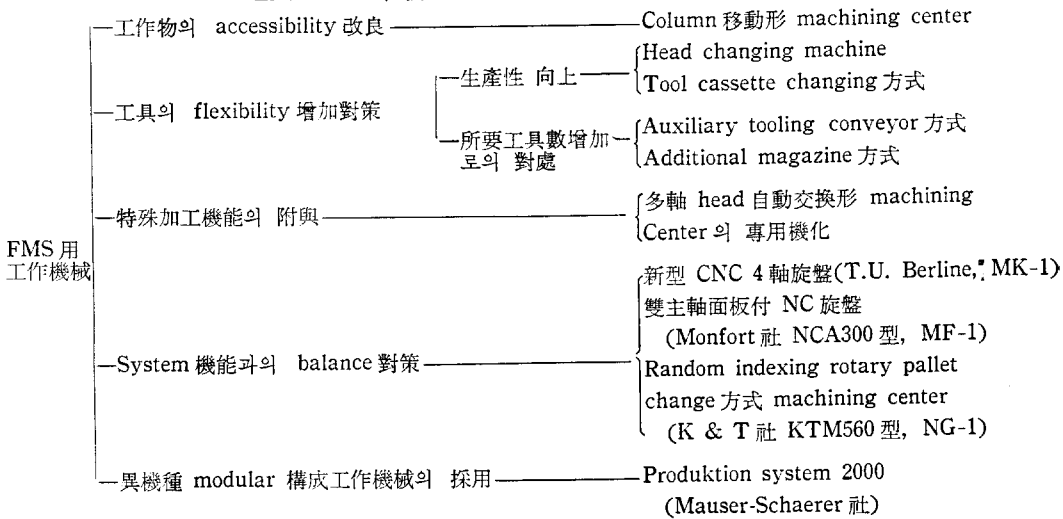 工作物의 accessibility 改良
Column 移動形 machining center
Head changing machine
生產性 向上
Tool cassette changing 方式
工具의 flexibility 增加對策
所要工具數增加
로의 對處
Auxiliary tooling conveyor 方式
Additional magazine 方式
特殊加工機能의 附與
多軸 head 自動交換形 machining
Center의 專用機化
FMS 用
工作機械
新型 CNC 4 軸旋盤(T.U. Berline, MK-1)
雙主軸面板付 NC 旋盤
(Monfort 社 NCA300 型, MF-1)
System 機能과의 balance 對策
Random indexing rotary pallet
change 方式 machining center
(K & T 社 KTM560 型, NG-1)
異機種 modular 構成工作機械의 採用
Produktion system 2000
(Mauser-Schaerer 社)